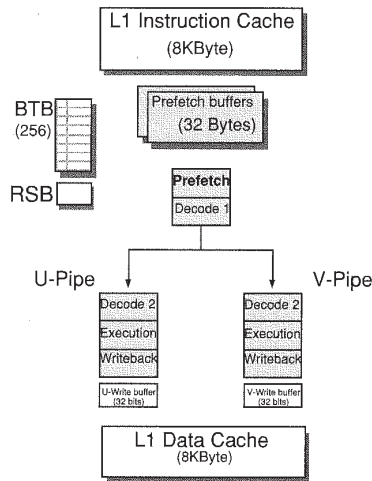 L1 Instruction Cache
(8KByte)
Prefetch buffers
(32 Bytes)
BTB
(256)
RSB
Prefetch
Decode 1
U-Pipe
V-Pipe
Decode 2
Decode 2
Execution
Execution
Writeback
Writeback
U-Write buffer
(32 bits)
V-Write buffer
(32 bits)
L1 Data Cache
(8KByte)